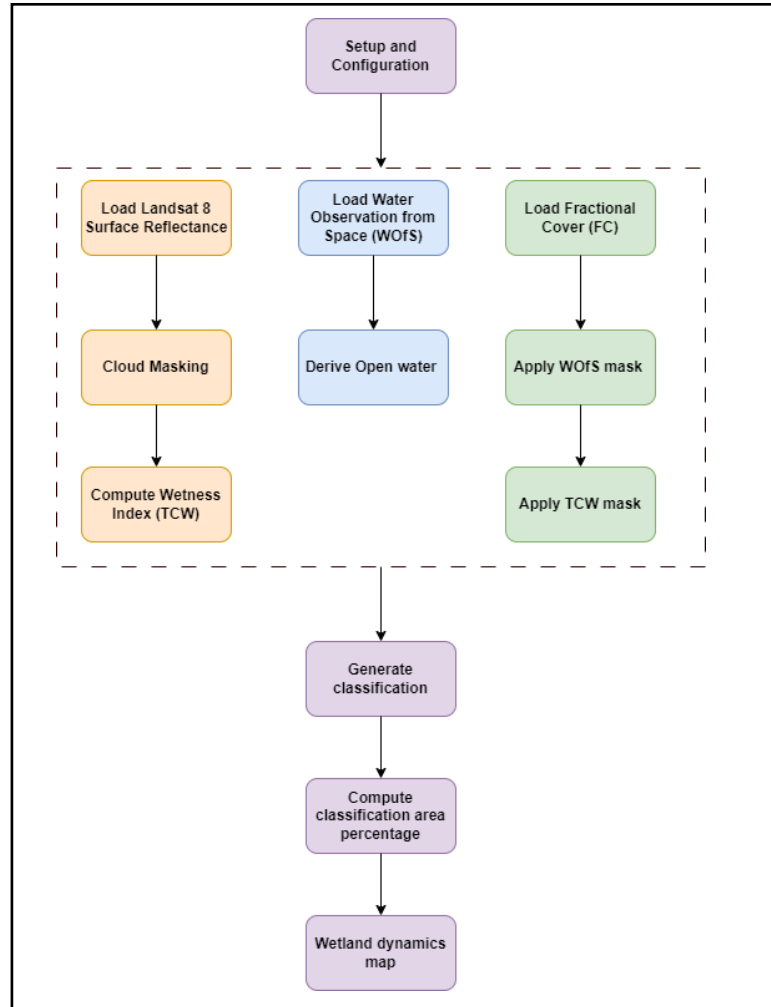 Setup and
Configuration
Load Landsat 8
Surface Reflectance
Load Water
Observation from
Space (WOfS)
Load Fractional
Cover (FC)
Cloud Masking
Derive Open water
Apply WOfS mask
Compute Wetness
Index (TCW)
Apply TCW mask
Generate
classification
Compute
classification area
percentage
Wetland dynamics
map